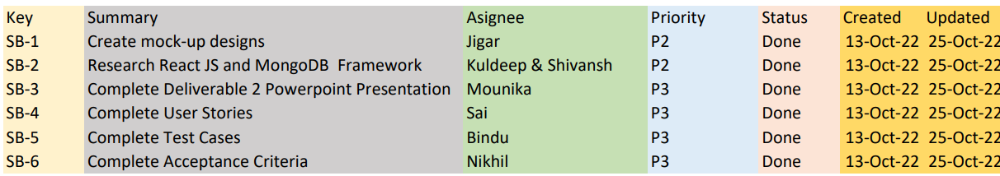 Key Summary Asignee Priority Status Created Updated
SB-1 Create mock-up designs Jigar P2 Done 13-Oct-22 25-Oct-22
SB-2 Research React JS and MongoDB Framework Kuldeep & Shivansh P2 Done 13-Oct-22 25-Oct-22
SB-3 Complete Deliverable 2 Powerpoint Presentation Mounika P3 Done 13-Oct-22 25-Oct-22
SB-4 Complete User Stories Sai P3 Done 13-Oct-22 25-Oct-22
SB-5 Complete Test Cases Bindu P3 Done 13-Oct-22 25-Oct-22
SB-6 Complete Acceptance Criteria Nikhil P3 Done 13-Oct-22 25-Oct-22